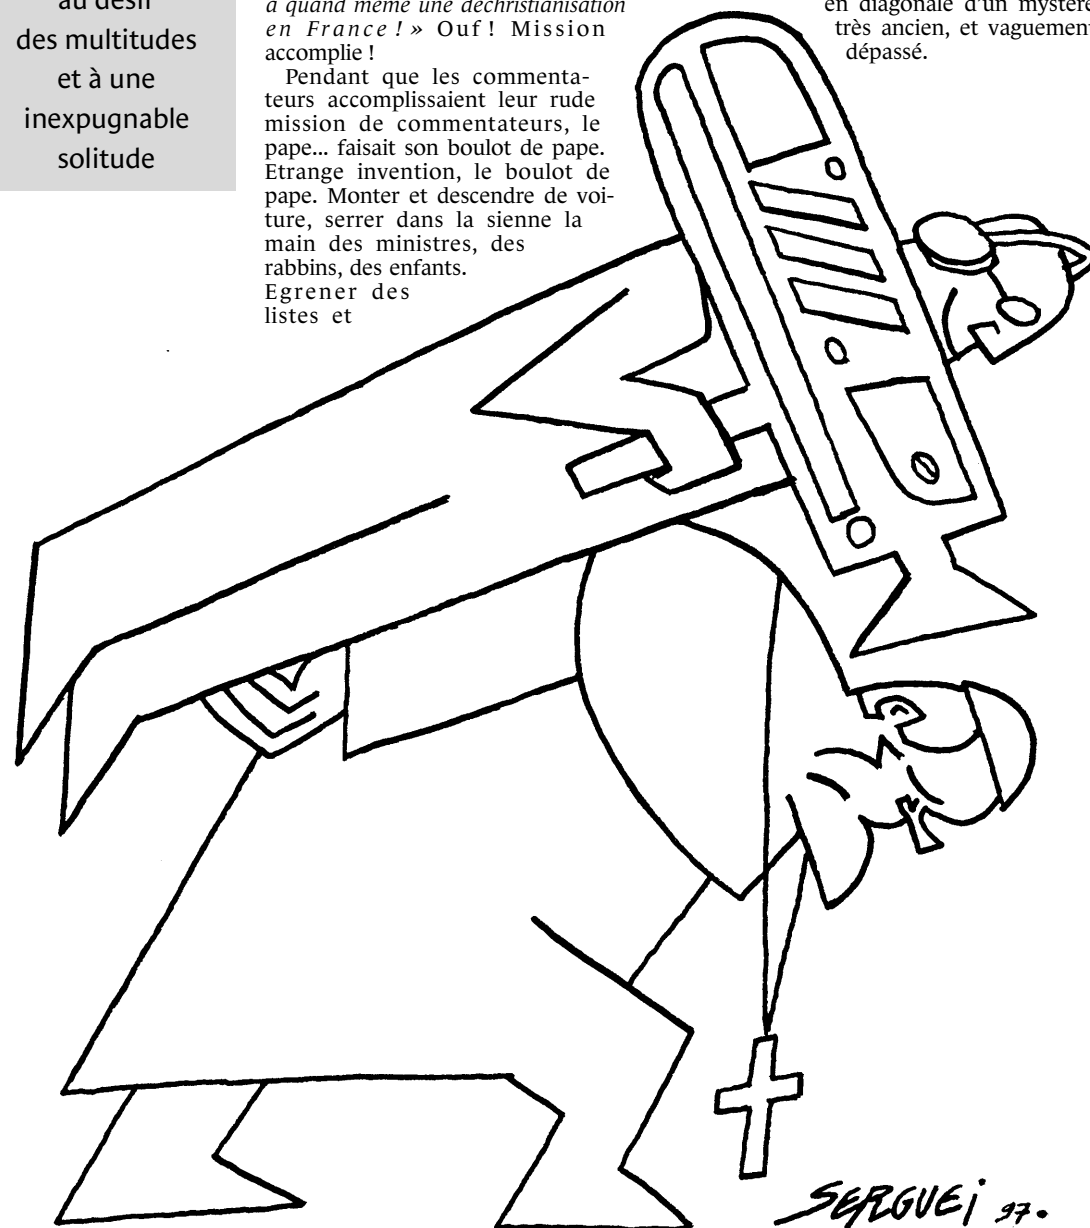 au désir
des multitudes
et à une
inexpugnable
solitude
a quand même une déchristianisation
en France ! » Ouf ! Mission
accomplie !
Pendant que les commenta-
teurs accomplissaient leur rude
mission de commentateurs, le
pape... faisait son boulot de pape.
Etrange invention, le boulot de
pape. Monter et descendre de voi-
ture, serrer dans la sienne la
main des ministres, des
rabbins, des enfants.
Egrener des
listes et
en diagonale d'un mystère
très ancien, et vaguement
dépassé.
SERGUEI 97.